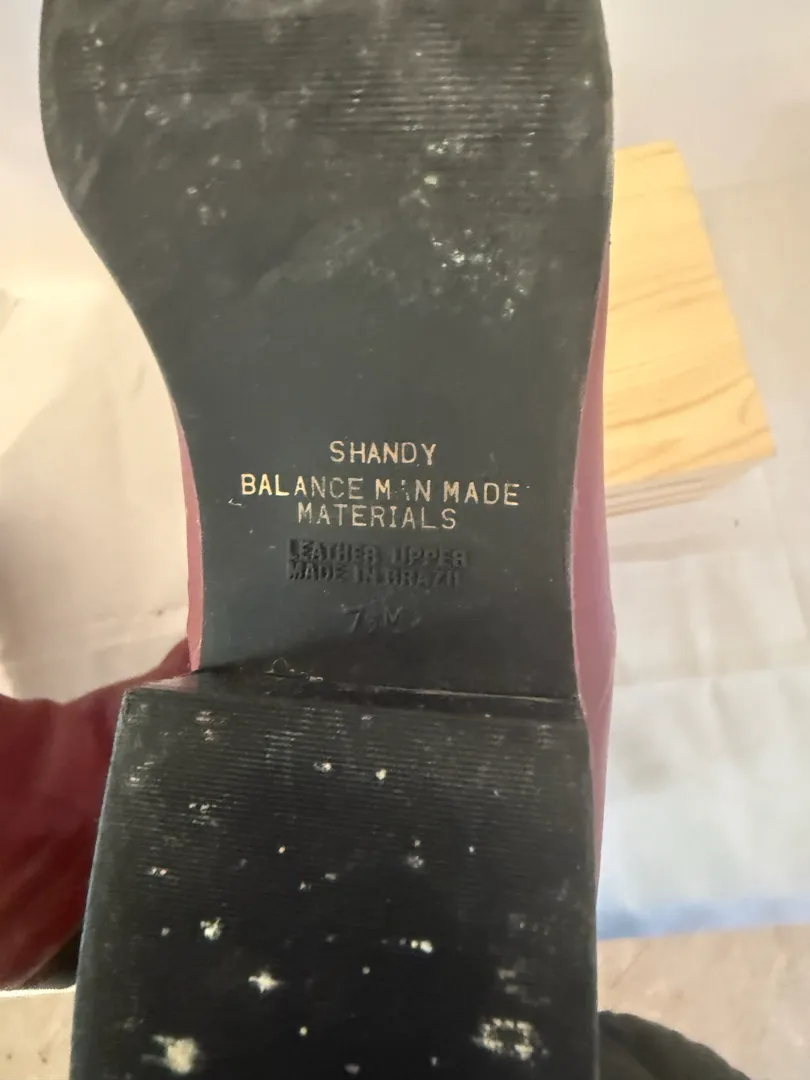 SHANDY
BALANCE MAN MADE
MATERIALS
LEATHER UPPER
MADE IN BRAZIL